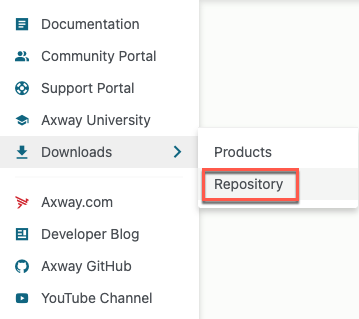 Documentation
Community Portal
Support Portal
Axway University
Downloads
Products
Repository
Axway.com
Developer Blog
Axway GitHub
YouTube Channel